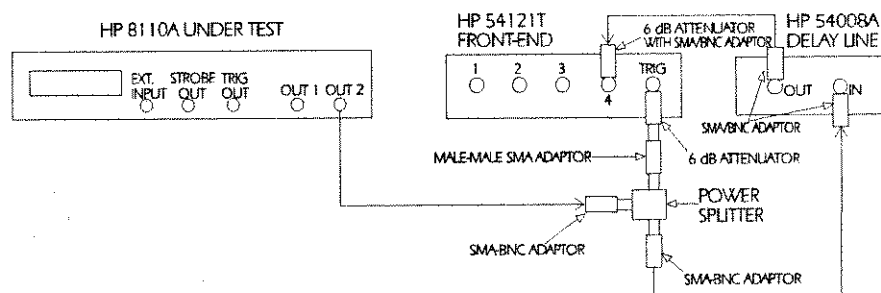 HP 8110A UNDER TEST
EXT. INPUT
STROBE OUT
TRIG OUT
OUT 1
OUT 2
HP 54121T
FRONT-END
6 dB ATTENUATOR
WITH SMA/BNC ADAPTOR
1
2
3
4
TRIG
HP 54008A
DELAY LINE
OUT
IN
SMA/BNC ADAPTOR
MALE-MALE SMA ADAPTOR
6 dB ATTENUATOR
POWER
SPLITTER
SMA-BNC ADAPTOR
SMA-BNC ADAPTOR